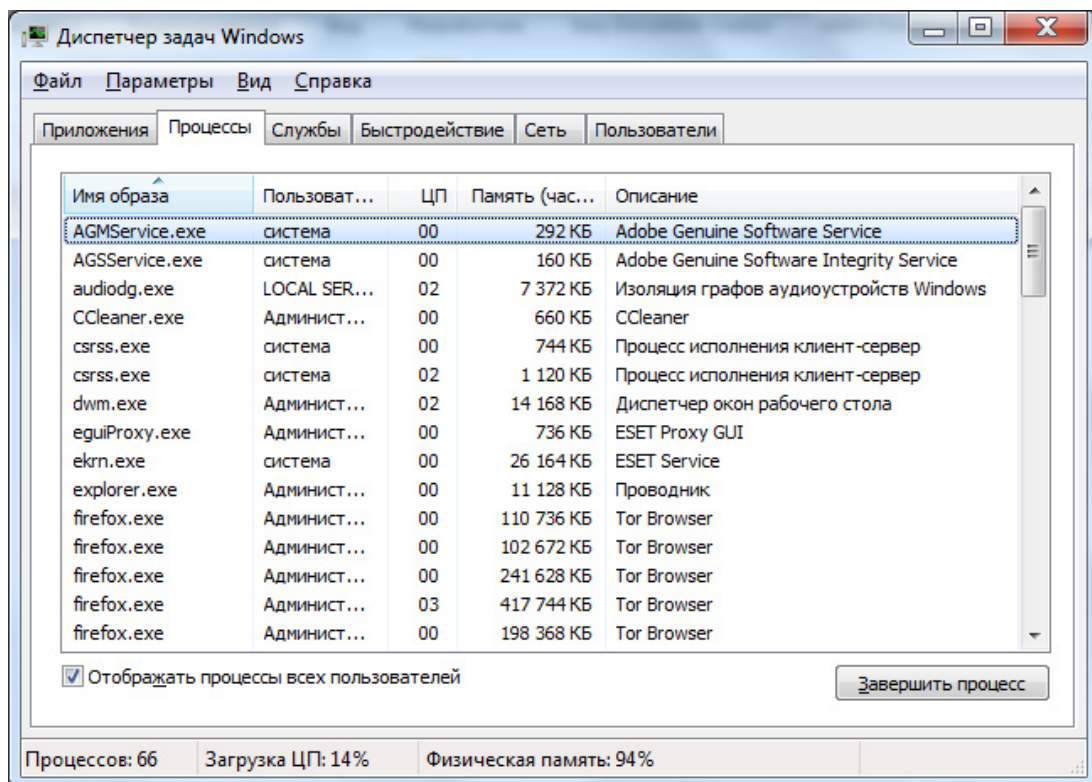 Диспетчер задач Windows
Файл Параметры Вид Справка
Приложения Процессы Службы Быстродействие Сеть Пользователи
Имя образа Пользоват... ЦП Память (час... Описание
AGMService.exe система 00 292 КБ Adobe Genuine Software Service
AGSService.exe система 00 160 КБ Adobe Genuine Software Integrity Service
audiodg.exe LOCAL SER... 02 7 372 КБ Изоляция графов аудиоустройств Windows
CCleaner.exe Админист... 00 660 КБ CCleaner
csrss.exe система 00 744 КБ Процесс исполнения клиент-сервер
csrss.exe система 02 1 120 КБ Процесс исполнения клиент-сервер
dwm.exe Админист... 02 14 168 КБ Диспетчер окон рабочего стола
eguiProxy.exe Админист... 00 736 КБ ESET Proxy GUI
ekrn.exe система 00 26 164 КБ ESET Service
explorer.exe Админист... 00 11 128 КБ Проводник
firefox.exe Админист... 00 110 736 КБ Tor Browser
firefox.exe Админист... 00 102 672 КБ Tor Browser
firefox.exe Админист... 00 241 628 КБ Tor Browser
firefox.exe Админист... 03 417 744 КБ Tor Browser
firefox.exe Админист... 00 198 368 КБ Tor Browser
Отображать процессы всех пользователей
Завершить процесс
Процессов: 66 Загрузка ЦП: 14% Физическая память: 94%